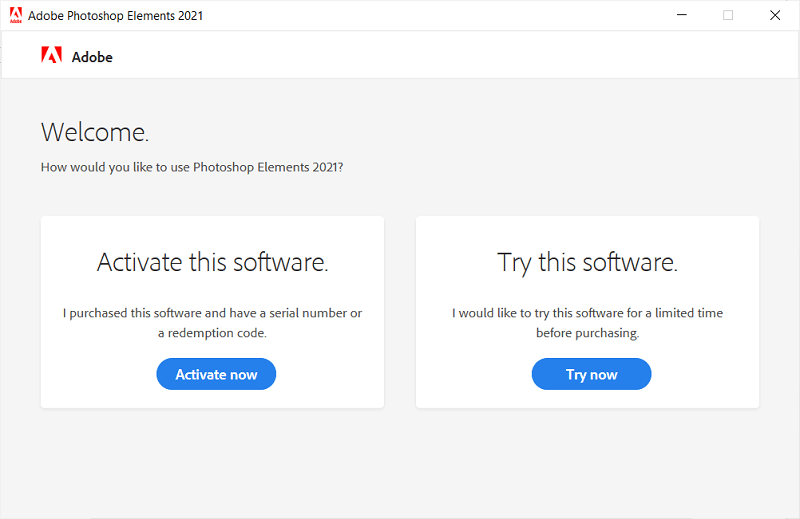 Adobe Photoshop Elements 2021
Adobe
Adobe
Welcome.
How would you like to use Photoshop Elements 2021?
Activate this software.
I purchased this software and have a serial number or
a redemption code.
Activate now
Try this software.
I would like to try this software for a limited time
before purchasing.
Try now